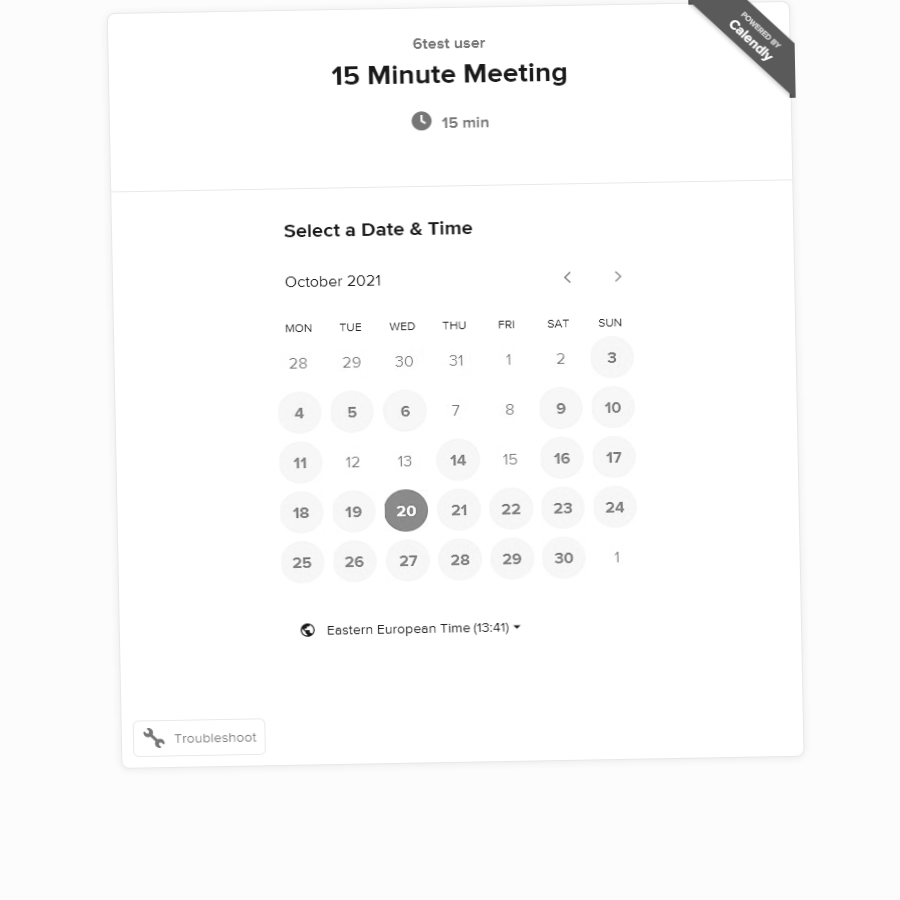 POWERED BY
Calendly
6test user
15 Minute Meeting
15 min
Select a Date & Time
October 2021
MON TUE WED THU FRI SAT SUN
28 29 30 31 1 2 3
4 5 6 7 8 9 10
11 12 13 14 15 16 17
18 19 20 21 22 23 24
25 26 27 28 29 30 1
Eastern European Time (13:41)
Troubleshoot